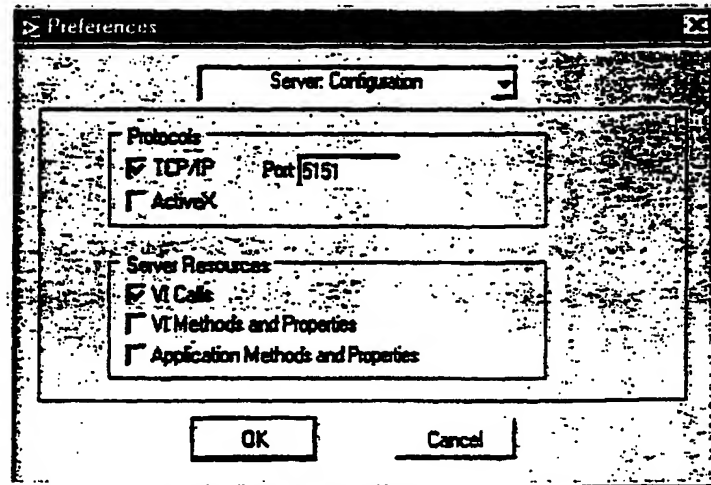 Preferences
Server: Configuration
Protocols
TCP/IP Port 5151
ActiveX
Server Resources
VI Calls
VI Methods and Properties
Application Methods and Properties
OK Cancel